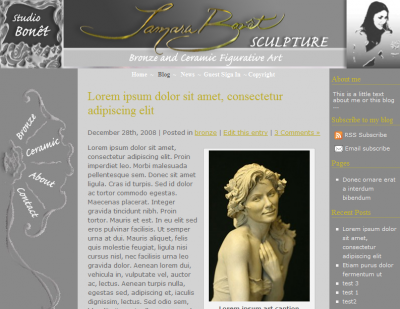 Studio
Bonêt
Tamara Bonêt
SCULPTURE
Bronze and Ceramic Figurative Art
Home ~ Blog ~ News ~ Guest Sign In ~ Copyright
Bronze
Ceramic
About
Contact
Lorem ipsum dolor sit amet, consectetur
adipiscing elit
December 28th, 2008 | Posted in bronze | Edit this entry | 3 Comments »
Lorem ipsum dolor sit amet,
consectetur adipiscing elit. Proin
imperdiet leo. Morbi malesuada
pellentesque sem. Donec sit amet
ligula. Cras id turpis. Sed id dolor
ac tortor commodo egestas.
Maecenas placerat. Integer
gravida tincidunt nibh. Proin
tortor. Mauris et est. In eu elit sed
eros pulvinar facilisis. Ut semper
urna at dui. Mauris aliquet, felis
quis molestie feugiat, ligula nisi
cursus nisl, nec facilisis urna leo
gravida dolor. Aenean lorem dui,
vehicula in, vulputate vel, auctor
ac, lectus. Aenean turpis nulla,
egestas sed, adipiscing et, iaculis
dignissim, lectus. Sed odio sem,
Lorem ipsum art caption
About me
This is a little text
about me or this blog
...
Subscribe to my blog
RSS Subscribe
Email Subscribe
Pages
Donec ornare erat
a interdum
bibendum
Recent Posts
Lorem ipsum dolor
sit amet,
consectetur
Etiam purus dolor
fermentum ut
test 3
test 1
test2